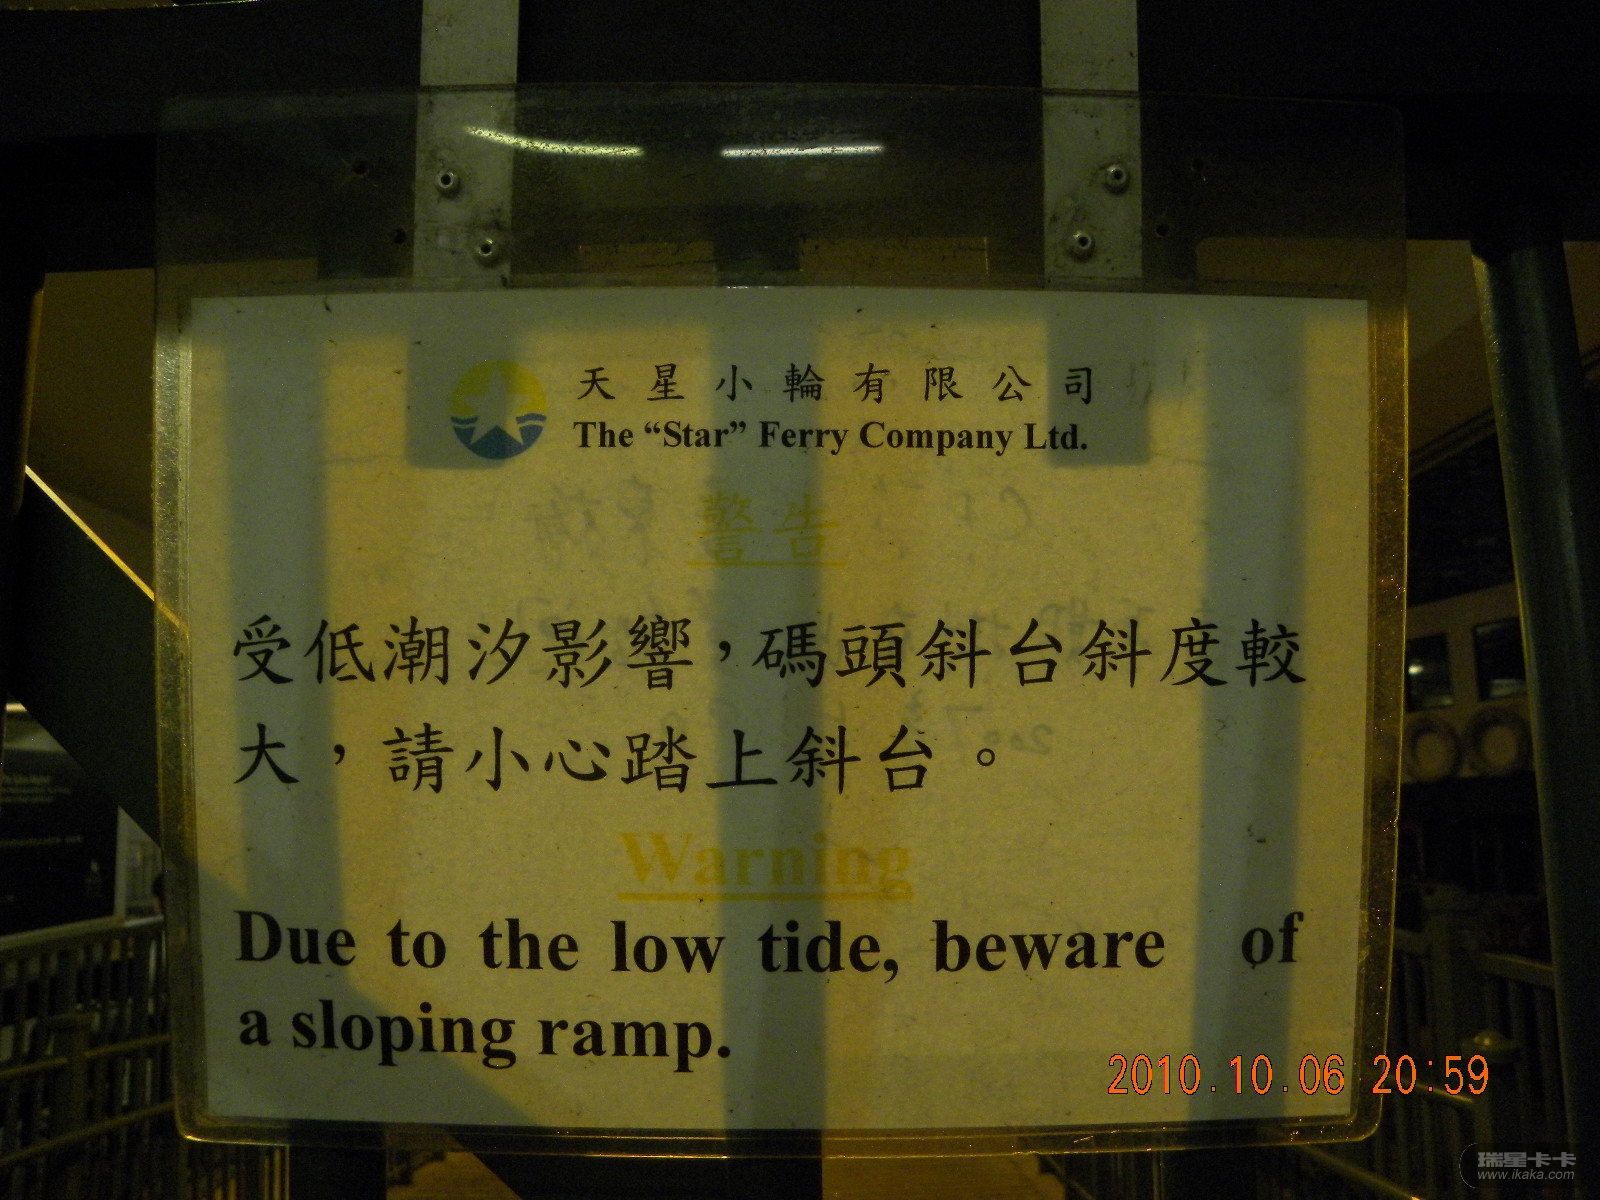 天星小輪有限公司
The “Star” Ferry Company Ltd.
警告
受低潮汐影響，碼頭斜台斜度較
大，請小心踏上斜台。
Warning
Due to the low tide, beware of
a sloping ramp.
2010.10.06 20:59
瑞星卡卡
www.ikaka.com